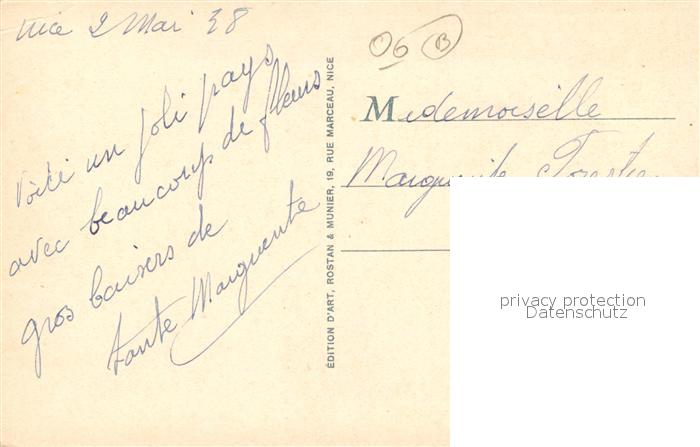 Nice 2 Mai 38
Voici un joli pays
avec beaucoup de fleurs
gros baisers de
tante Marguerite
ÉDITION D'ART, ROSTAN & MUNIER, 19, RUE MARCEAU, NICE
06 B
Mademoiselle
Marguerite
privacy protection
Datenschutz